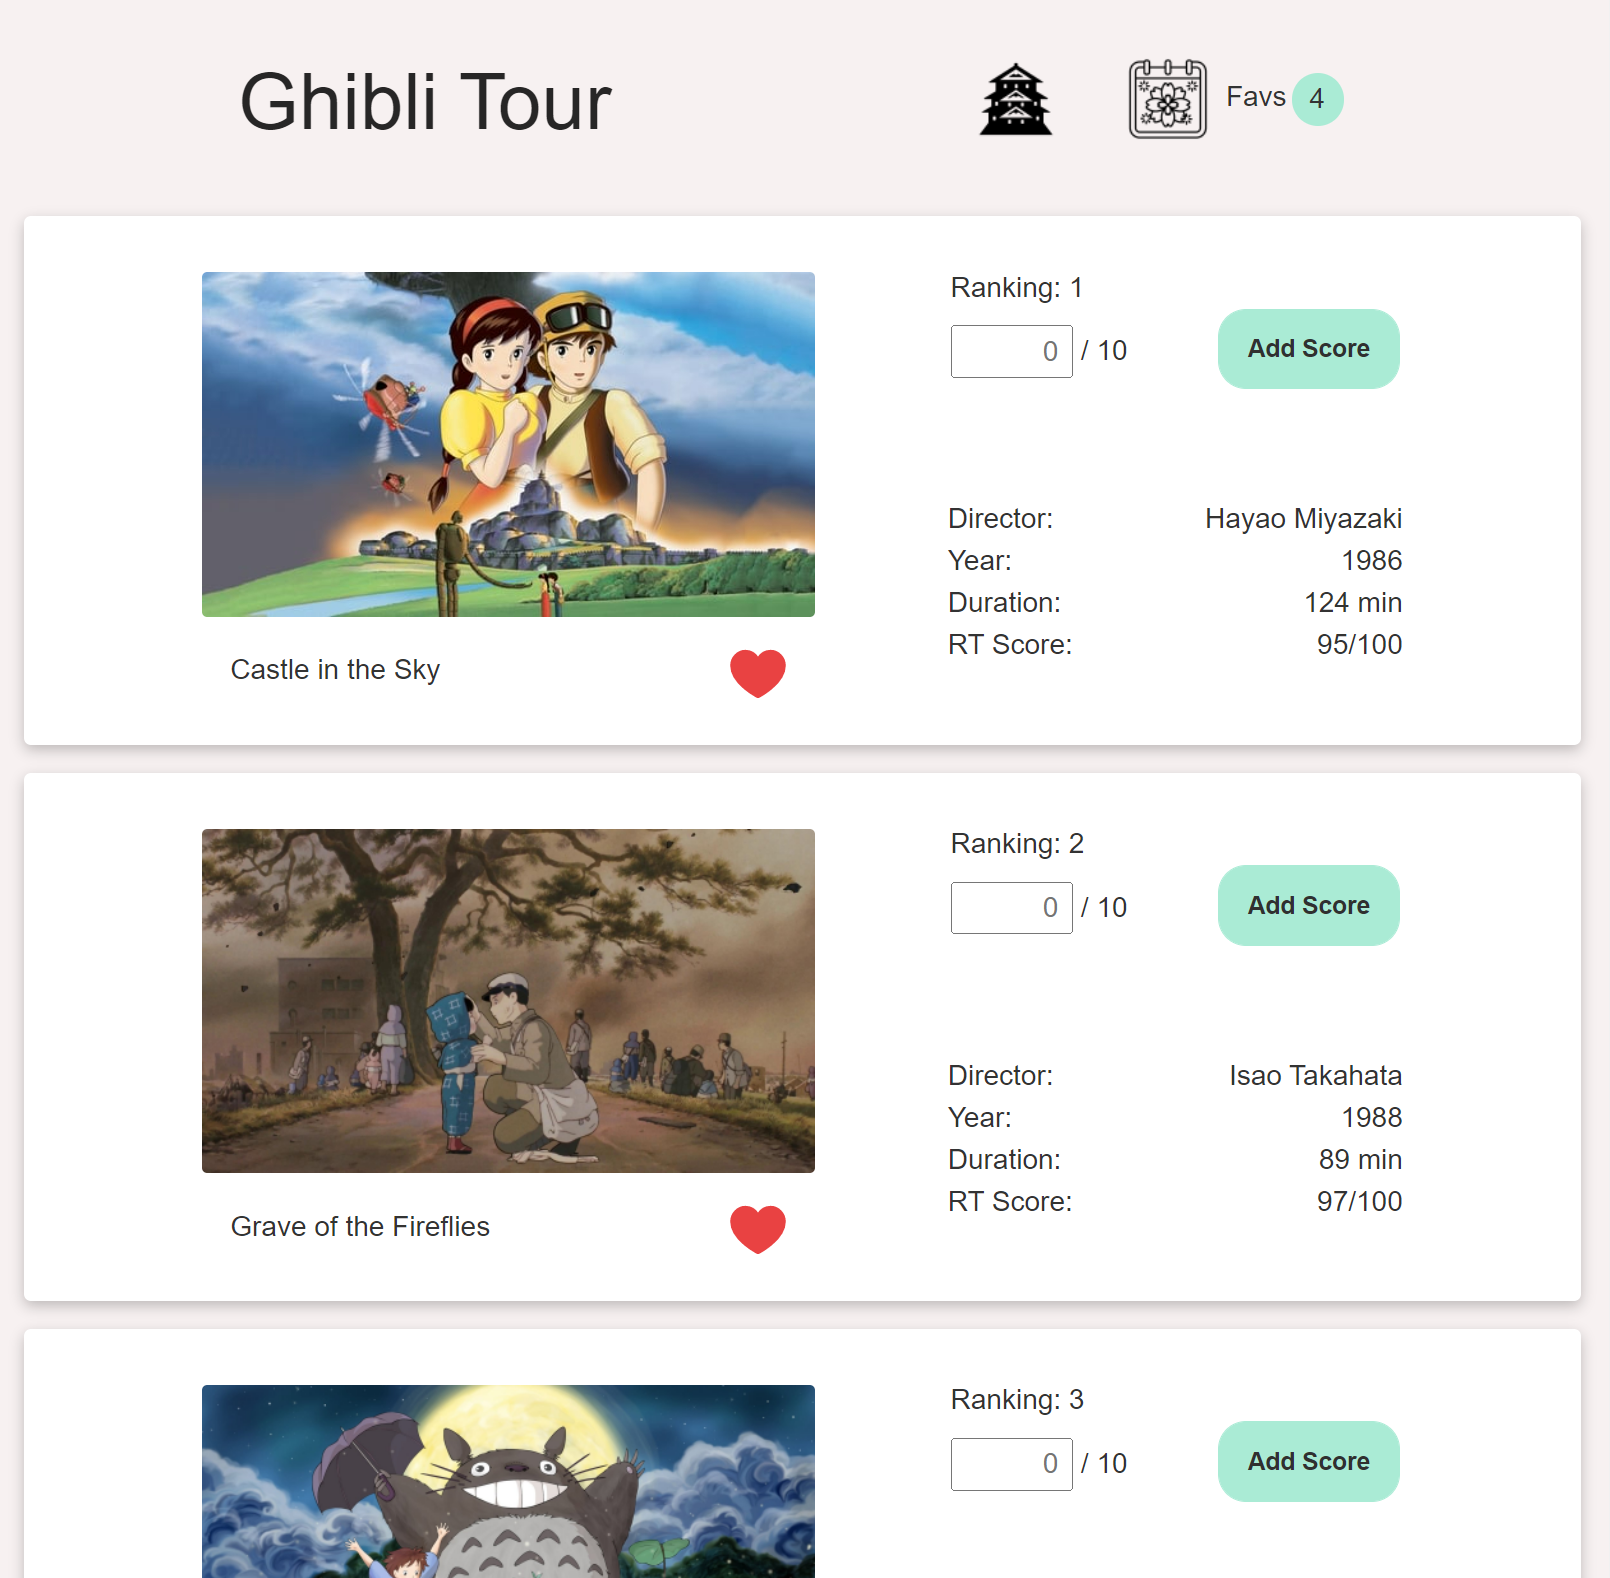 Ghibli Tour
Favs 4
Ranking: 1
0 / 10
Add Score
Director: Hayao Miyazaki
Year: 1986
Duration: 124 min
RT Score: 95/100
Castle in the Sky
Ranking: 2
0 / 10
Add Score
Director: Isao Takahata
Year: 1988
Duration: 89 min
RT Score: 97/100
Grave of the Fireflies
Ranking: 3
0 / 10
Add Score